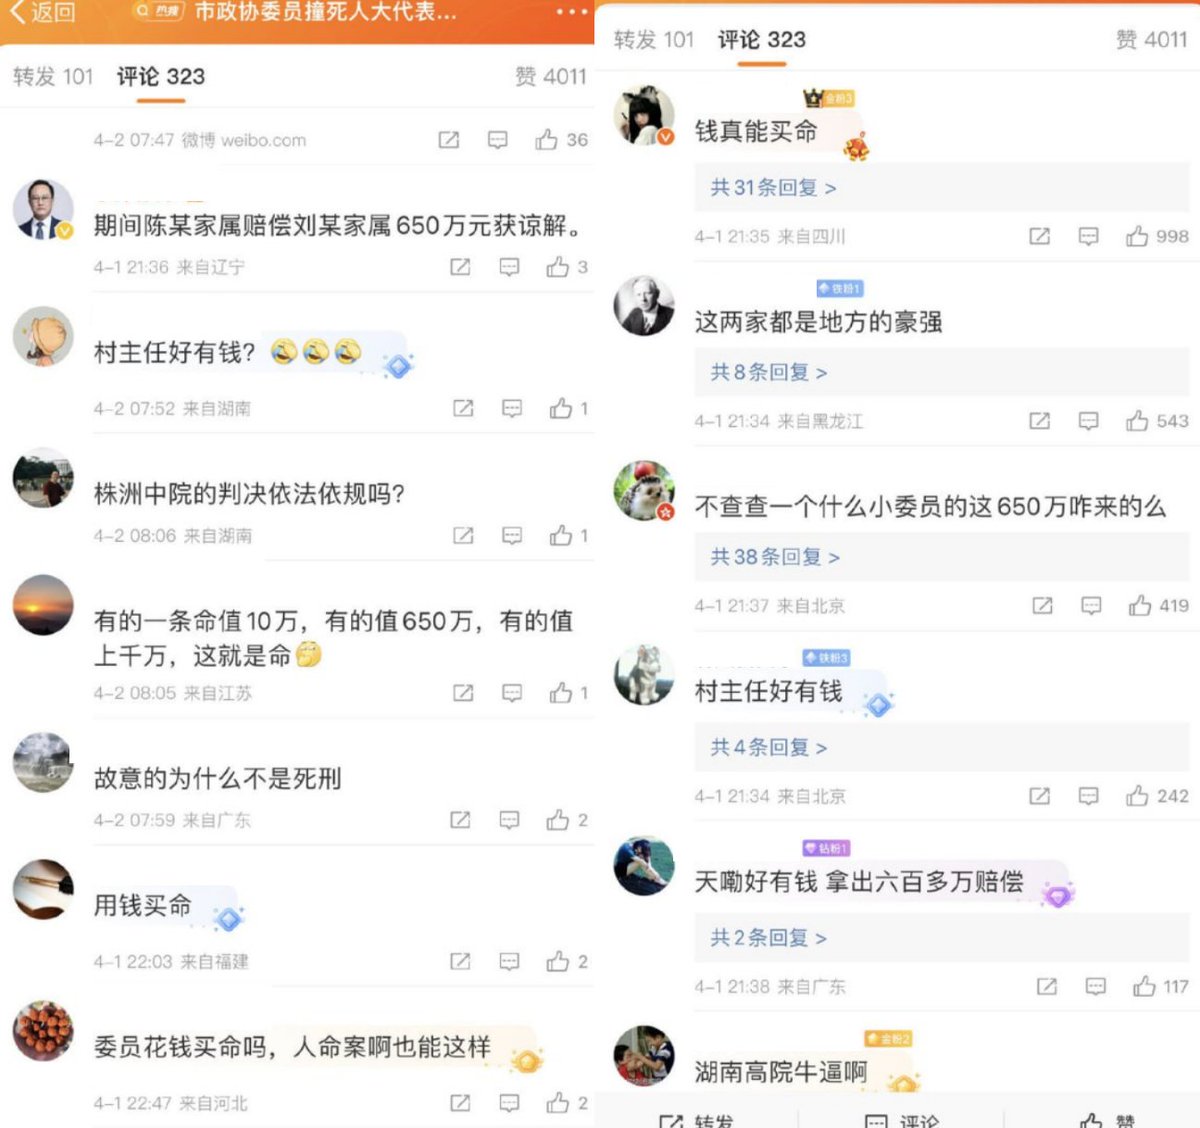 返回
热搜
市政协委员撞死人大代表...
转发 101
评论 323
赞 4011
4-2 07:47 微博 weibo.com
36
期间陈某家属赔偿刘某家属650万元获谅解。
4-1 21:36 来自辽宁
3
村主任好有钱?
4-2 07:52 来自湖南
1
株洲中院的判决依法依规吗?
4-2 08:06 来自湖南
1
有的一条命值10万，有的值650万，有的值
上千万，这就是命
4-2 08:05 来自江苏
1
故意的为什么不是死刑
4-2 07:59 来自广东
2
用钱买命
4-1 22:03 来自福建
2
委员花钱买命吗，人命案啊也能这样
4-1 22:47 来自河北
2
转发 101
评论 323
赞 4011
金粉3
钱真能买命
共31条回复 >
4-1 21:35 来自四川
998
铁粉1
这两家都是地方的豪强
共8条回复 >
4-1 21:34 来自黑龙江
543
不查查一个什么小委员的这650万咋来的么
共38条回复 >
4-1 21:37 来自北京
419
铁粉3
村主任好有钱
共4条回复 >
4-1 21:34 来自北京
242
钻粉1
天嘞好有钱 拿出六百多万赔偿
共2条回复 >
4-1 21:38 来自广东
117
金粉2
湖南高院牛逼啊
转发
评论
赞